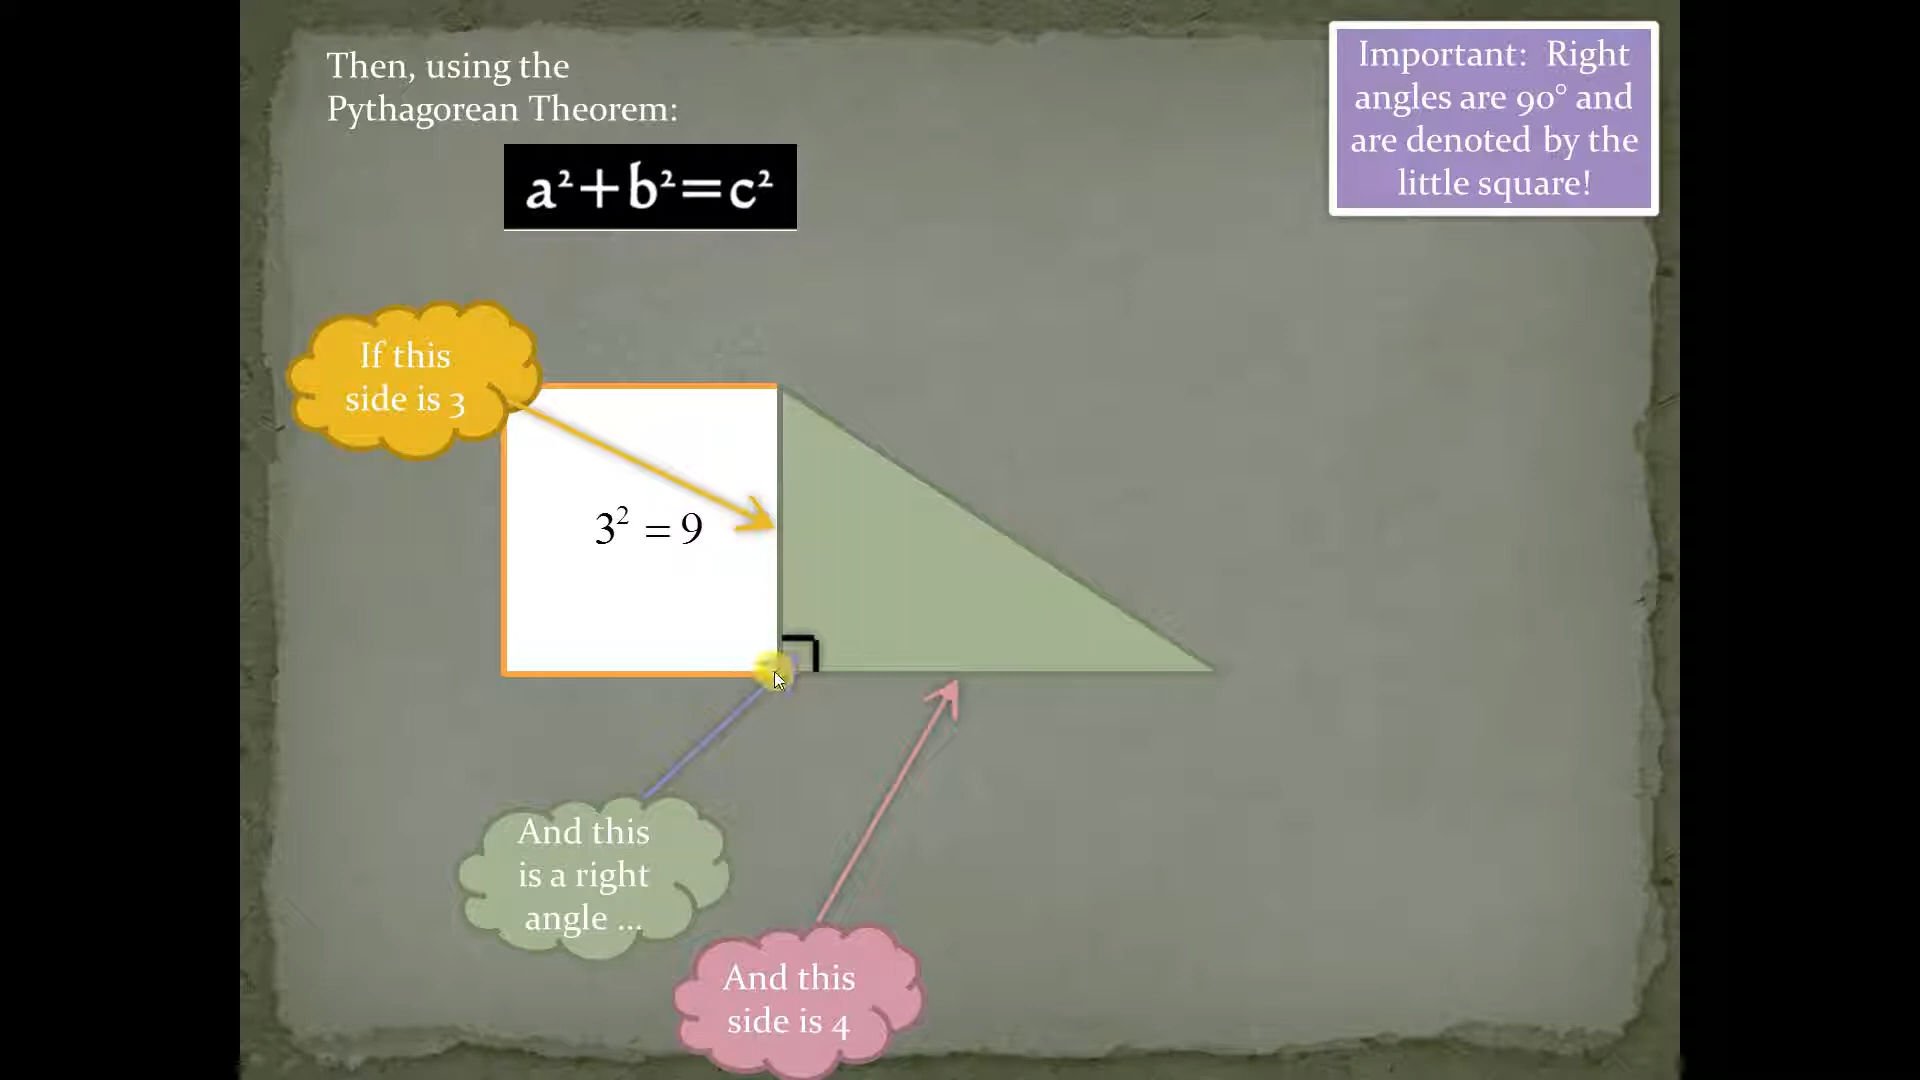 Then, using the
Pythagorean Theorem:
a²+b²=c²
Important: Right
angles are 90° and
are denoted by the
little square!
If this
side is 3
3² = 9
And this
is a right
angle ...
And this
side is 4